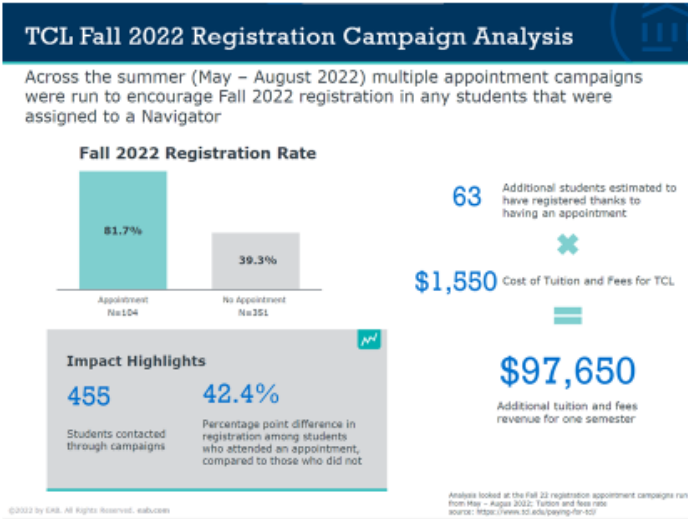 TCL Fall 2022 Registration Campaign Analysis
Across the summer (May – August 2022) multiple appointment campaigns
were run to encourage Fall 2022 registration in any students that were
assigned to a Navigator
Fall 2022 Registration Rate
81.7%
39.3%
Appointment
N=104
No Appointment
N=351
Impact Highlights
455
Students contacted
through campaigns
42.4%
Percentage point difference in
registration among students
who attended an appointment,
compared to those who did not
63
Additional students estimated to
have registered thanks to
having an appointment
$1,550
Cost of Tuition and Fees for TCL
$97,650
Additional tuition and fees
revenue for one semester
Analysis looked at the Fall 22 registration appointment campaigns run
from May – Augus 2022; Tuition and fees rate
source: https://www.tcl.edu/paying-for-tcl/
©2022 by EAB. All Rights Reserved. eab.com